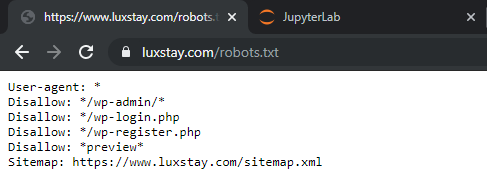 https://www.luxstay.com/robots.t
JupyterLab
luxstay.com/robots.txt
User-agent: *
Disallow: */wp-admin/*
Disallow: */wp-login.php
Disallow: */wp-register.php
Disallow: *preview*
Sitemap: https://www.luxstay.com/sitemap.xml